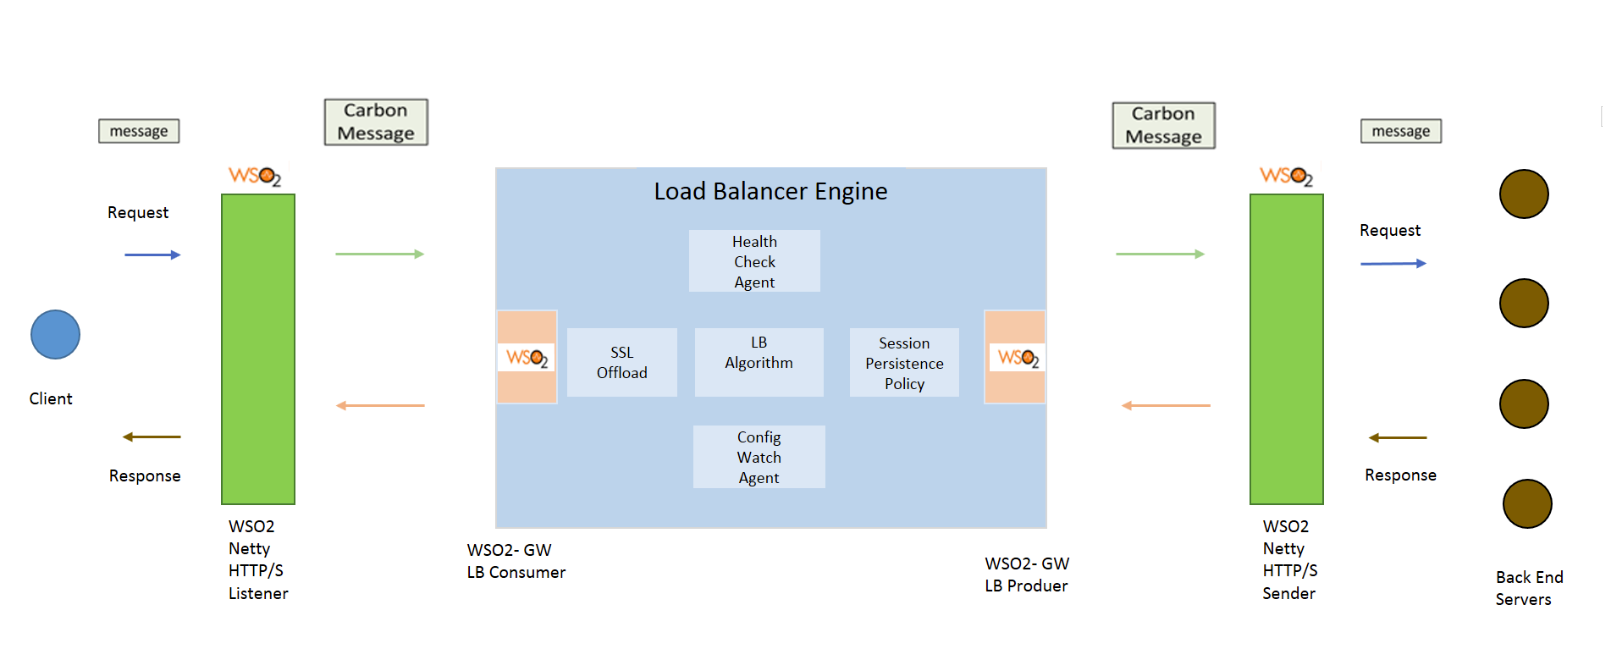 message
Carbon
Message
Carbon
Message
message
WSO2
WSO2
Request
Request
Load Balancer Engine
Health
Check
Agent
WSO2
SSL
Offload
LB
Algorithm
Session
Persistence
Policy
WSO2
Client
Config
Watch
Agent
Response
Response
WSO2
Netty
HTTP/S
Listener
WSO2- GW
LB Consumer
WSO2- GW
LB Produer
WSO2
Netty
HTTP/S
Sender
Back End
Servers